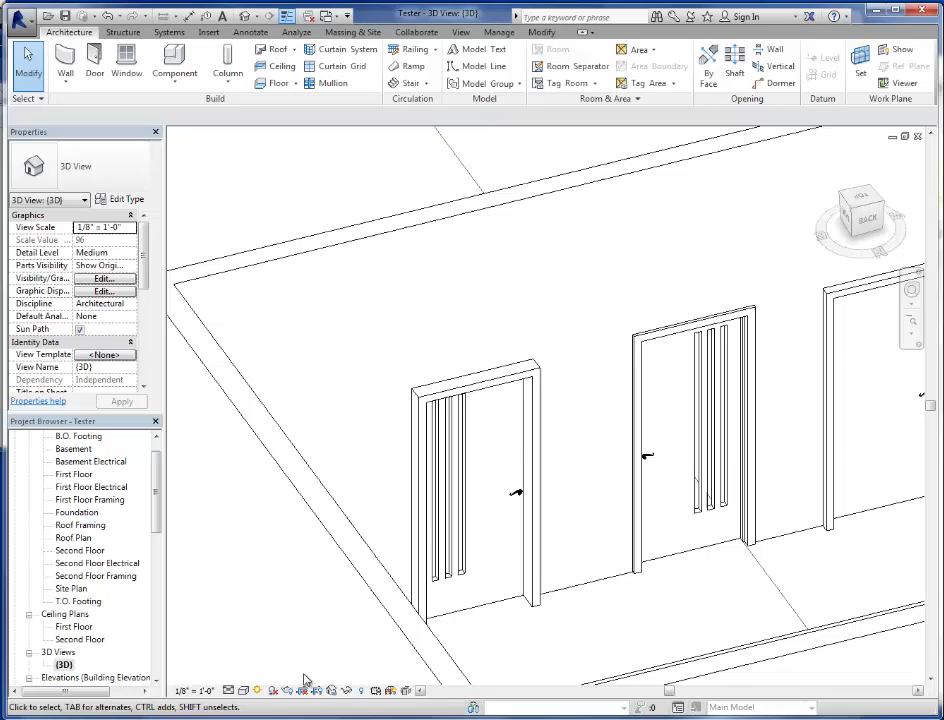 Tester - 3D View: {3D}
Type a keyword or phrase
Sign In
Architecture Structure Systems Insert Annotate Analyze Massing & Site Collaborate View Manage Modify
Modify
Wall
Door
Window
Component
Column
Roof
Ceiling
Floor
Curtain System
Curtain Grid
Mullion
Railing
Ramp
Stair
Model Text
Model Line
Model Group
Room
Room Separator
Tag Room
Area
Area Boundary
Tag Area
By
Face
Shaft
Wall
Vertical
Dormer
Level
Grid
Set
Show
Ref Plane
Viewer
Select
Build
Circulation
Model
Room & Area
Opening
Datum
Work Plane
Properties
3D View
3D View: {3D}
Edit Type
Graphics
View Scale 1/8" = 1'-0"
Scale Value ... 96
Detail Level Medium
Parts Visibility Show Origi...
Visibility/Gra... Edit...
Graphic Disp... Edit...
Discipline Architectural
Default Anal... None
Sun Path
Identity Data
View Template <None>
View Name {3D}
Dependency Independent
Properties help
Apply
Project Browser - Tester
B.O. Footing
Basement
Basement Electrical
First Floor
First Floor Electrical
First Floor Framing
Foundation
Roof Framing
Roof Plan
Second Floor
Second Floor Electrical
Second Floor Framing
Site Plan
T.O. Footing
Ceiling Plans
First Floor
Second Floor
3D Views
{3D}
Elevations (Building Elevation
TOP
BACK
1/8" = 1'-0"
Click to select, TAB for alternates, CTRL adds, SHIFT unselects.
:0
Main Model